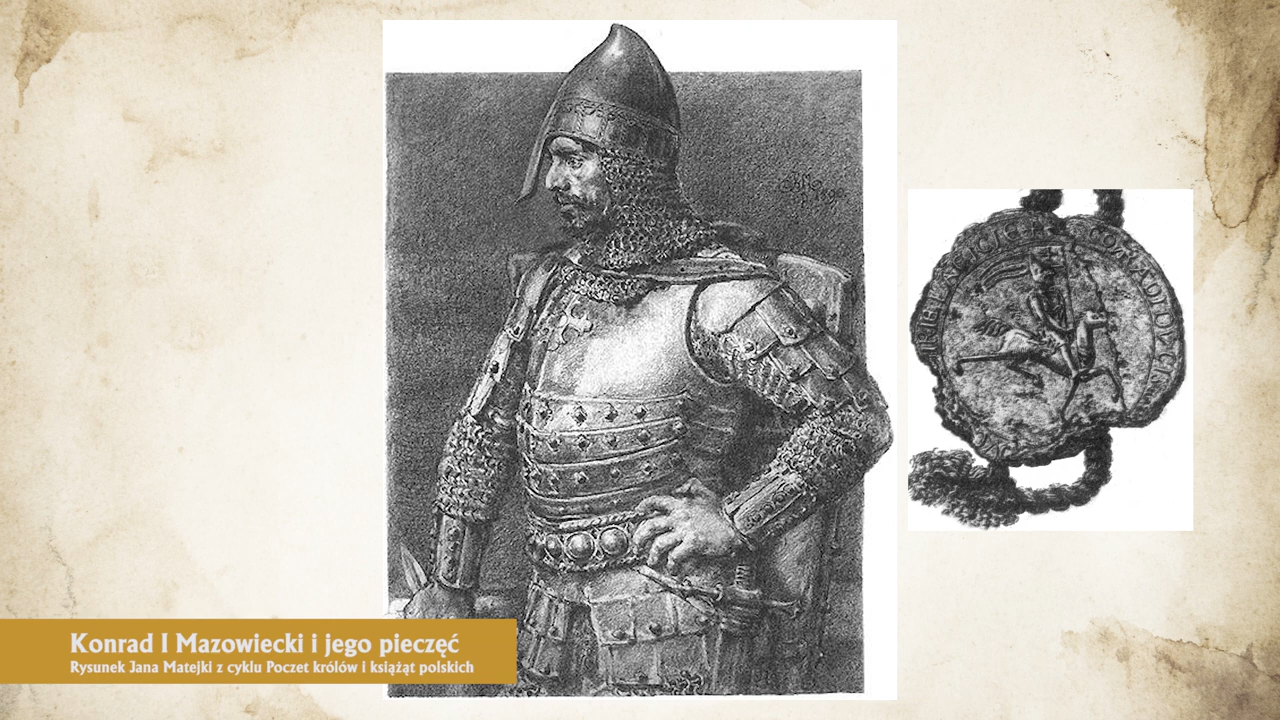 Konrad I Mazowiecki i jego pieczęć
Rysunek Jana Matejki z cyklu Poczet królów i książąt polskich